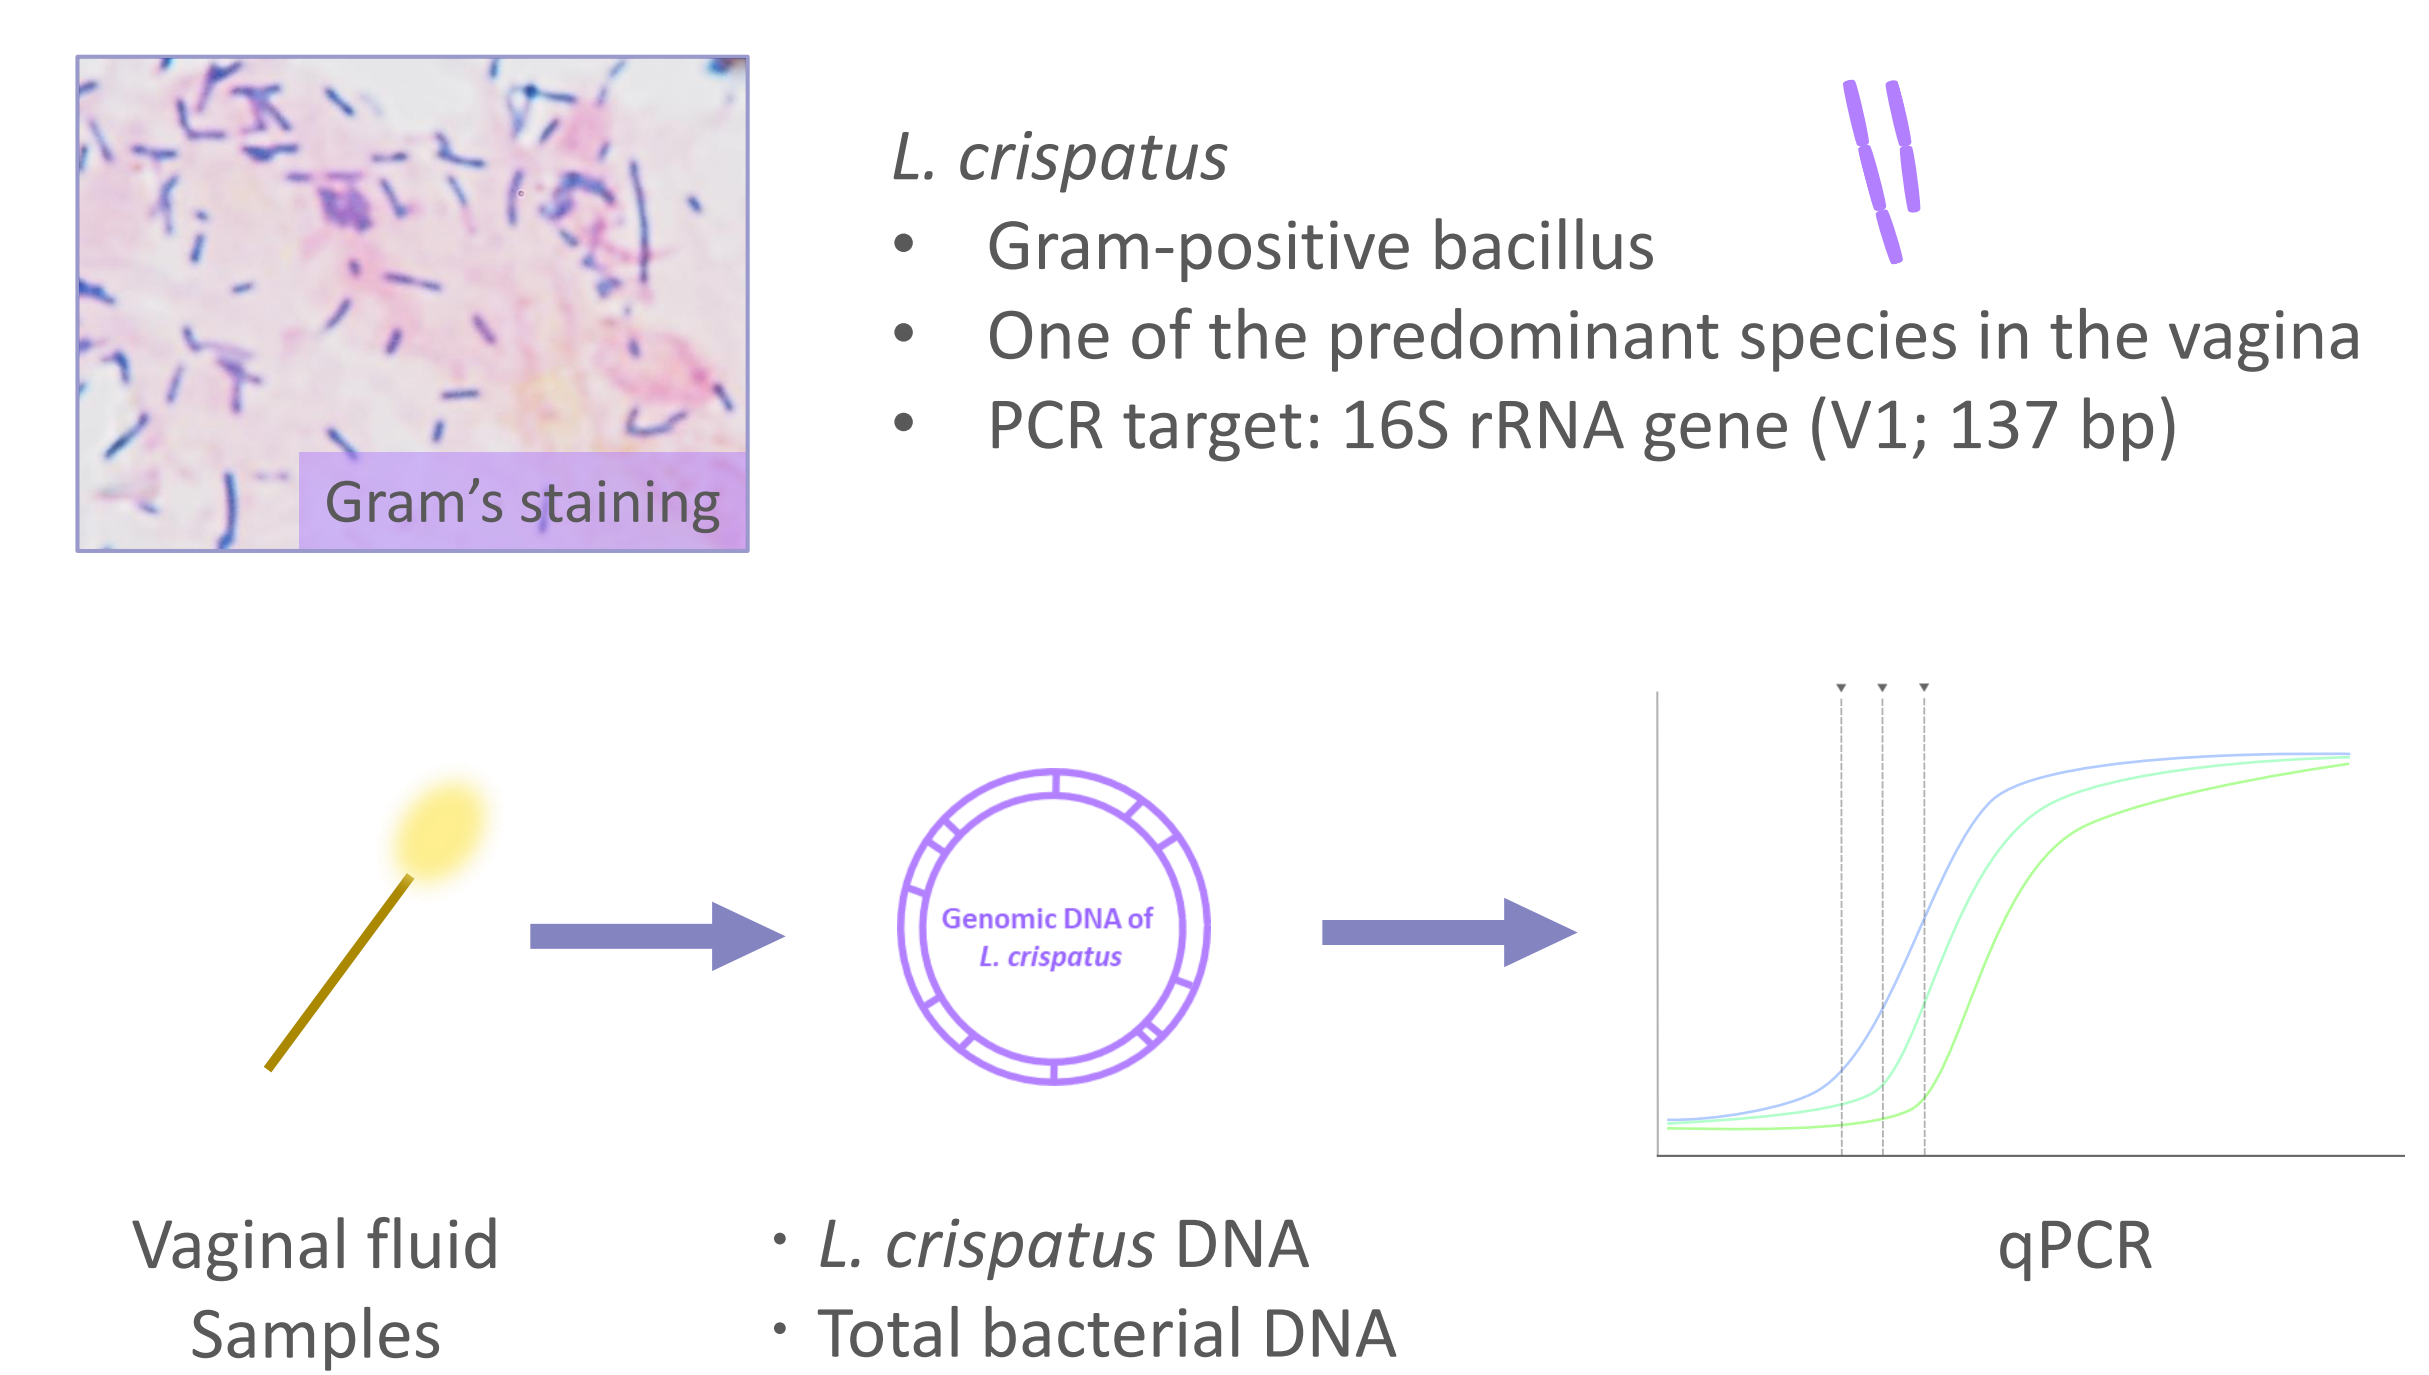 L. crispatus
• Gram-positive bacillus
• One of the predominant species in the vagina
• PCR target: 16S rRNA gene (V1; 137 bp)
Gram’s staining
Genomic DNA of
L. crispatus
Vaginal fluid
Samples
・L. crispatus DNA
・Total bacterial DNA
qPCR